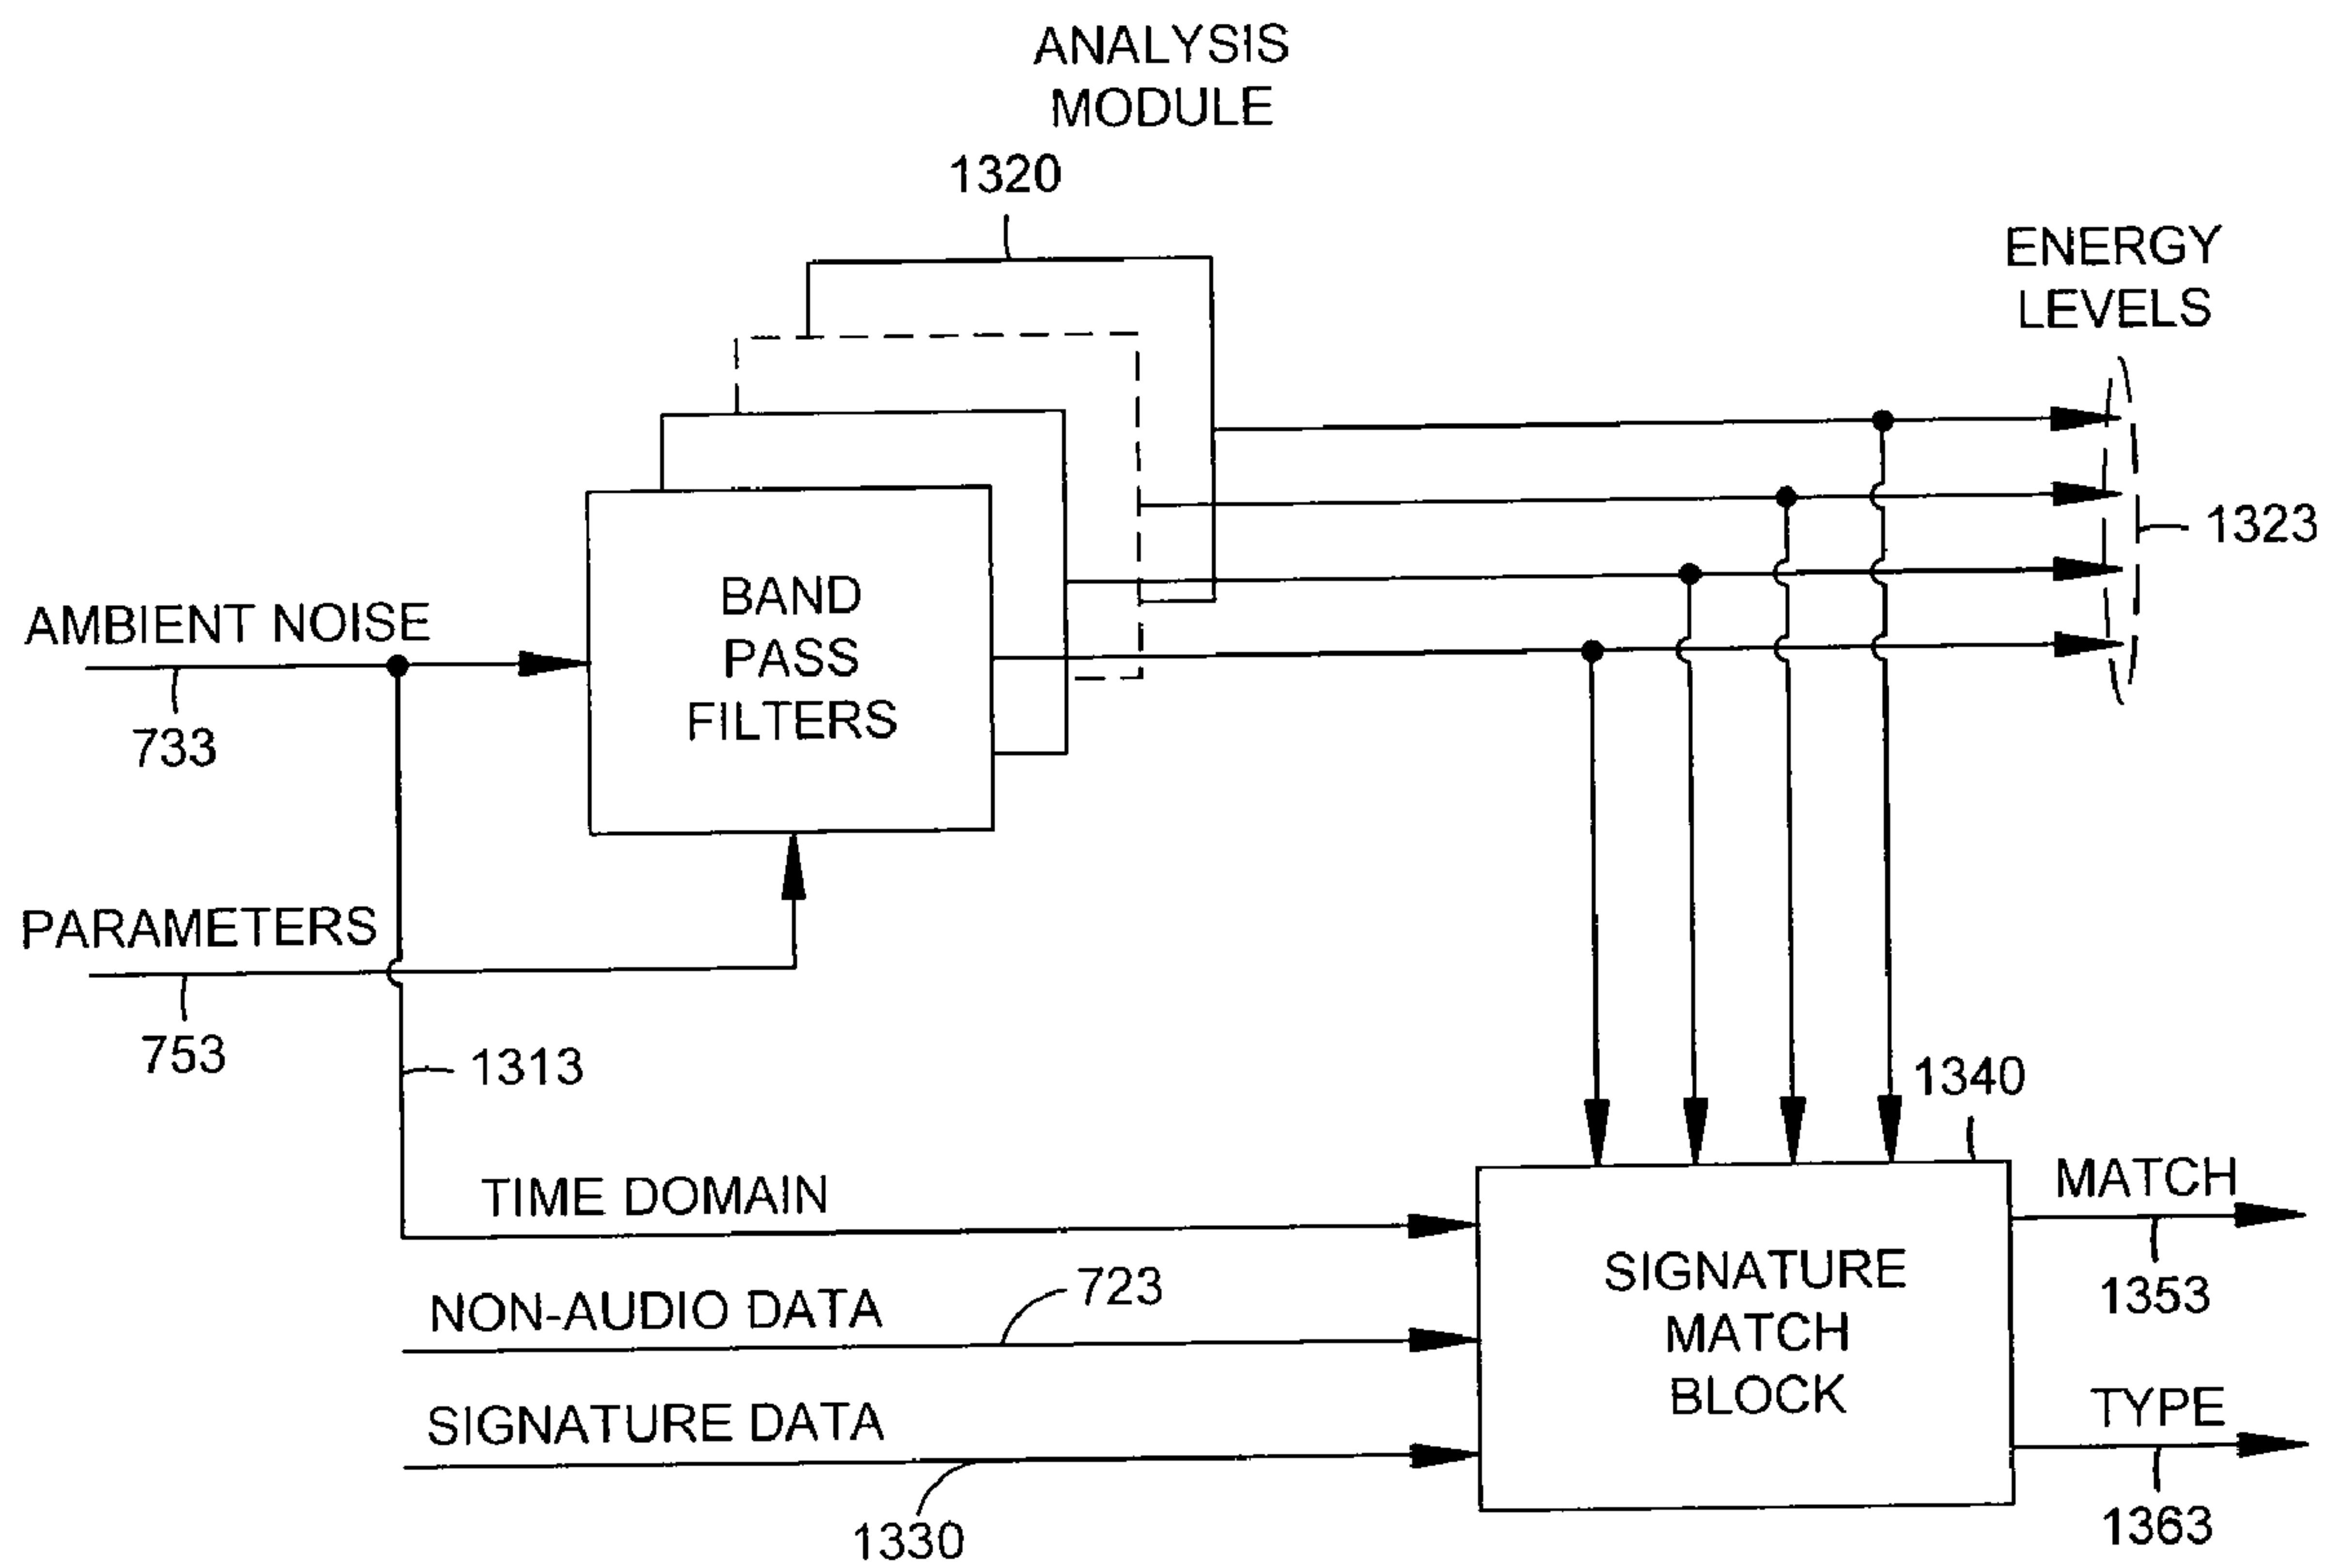 ANALYSIS
MODULE
1320
ENERGY
LEVELS
1323
BAND
PASS
FILTERS
AMBIENT NOISE
733
PARAMETERS
753
1313
1340
TIME DOMAIN
MATCH
1353
SIGNATURE
MATCH
BLOCK
NON-AUDIO DATA
723
SIGNATURE DATA
1330
TYPE
1363